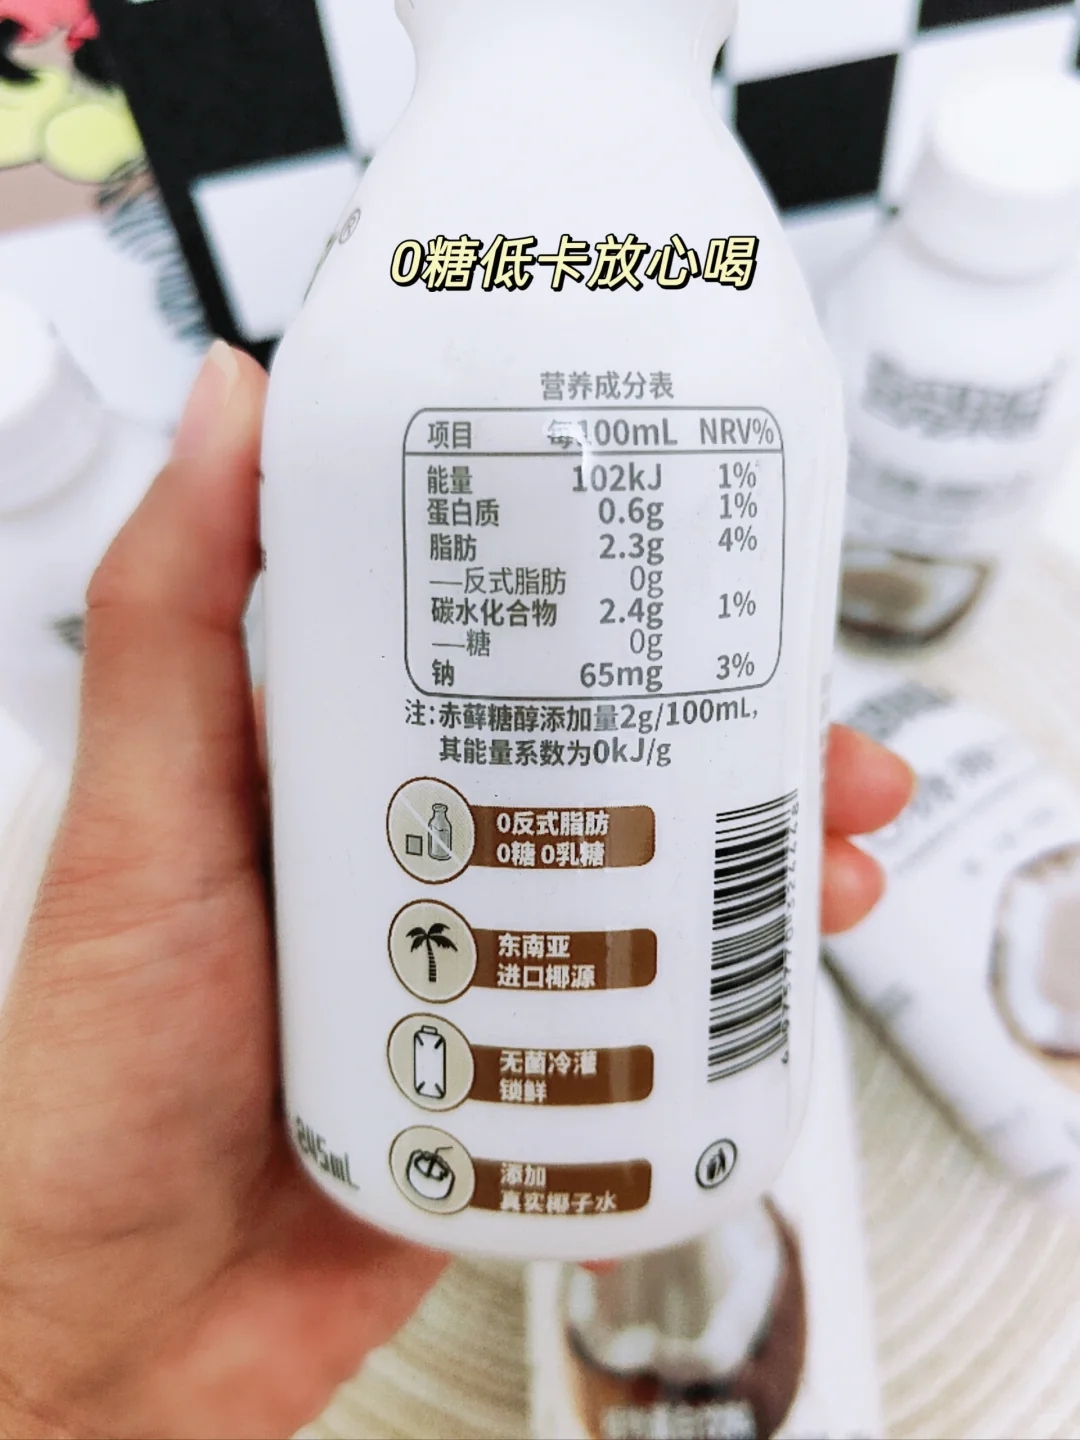 ®
0糖低卡放心喝
营养成分表
项目 每100mL NRV%
能量 102kJ 1%
蛋白质 0.6g 1%
脂肪 2.3g 4%
—反式脂肪 0g
碳水化合物 2.4g 1%
—糖 0g
钠 65mg 3%
注:赤藓糖醇添加量2g/100mL,
其能量系数为0kJ/g
0反式脂肪
0糖 0乳糖
东南亚
进口椰源
无菌冷灌
锁鲜
添加
真实椰子水
245mL